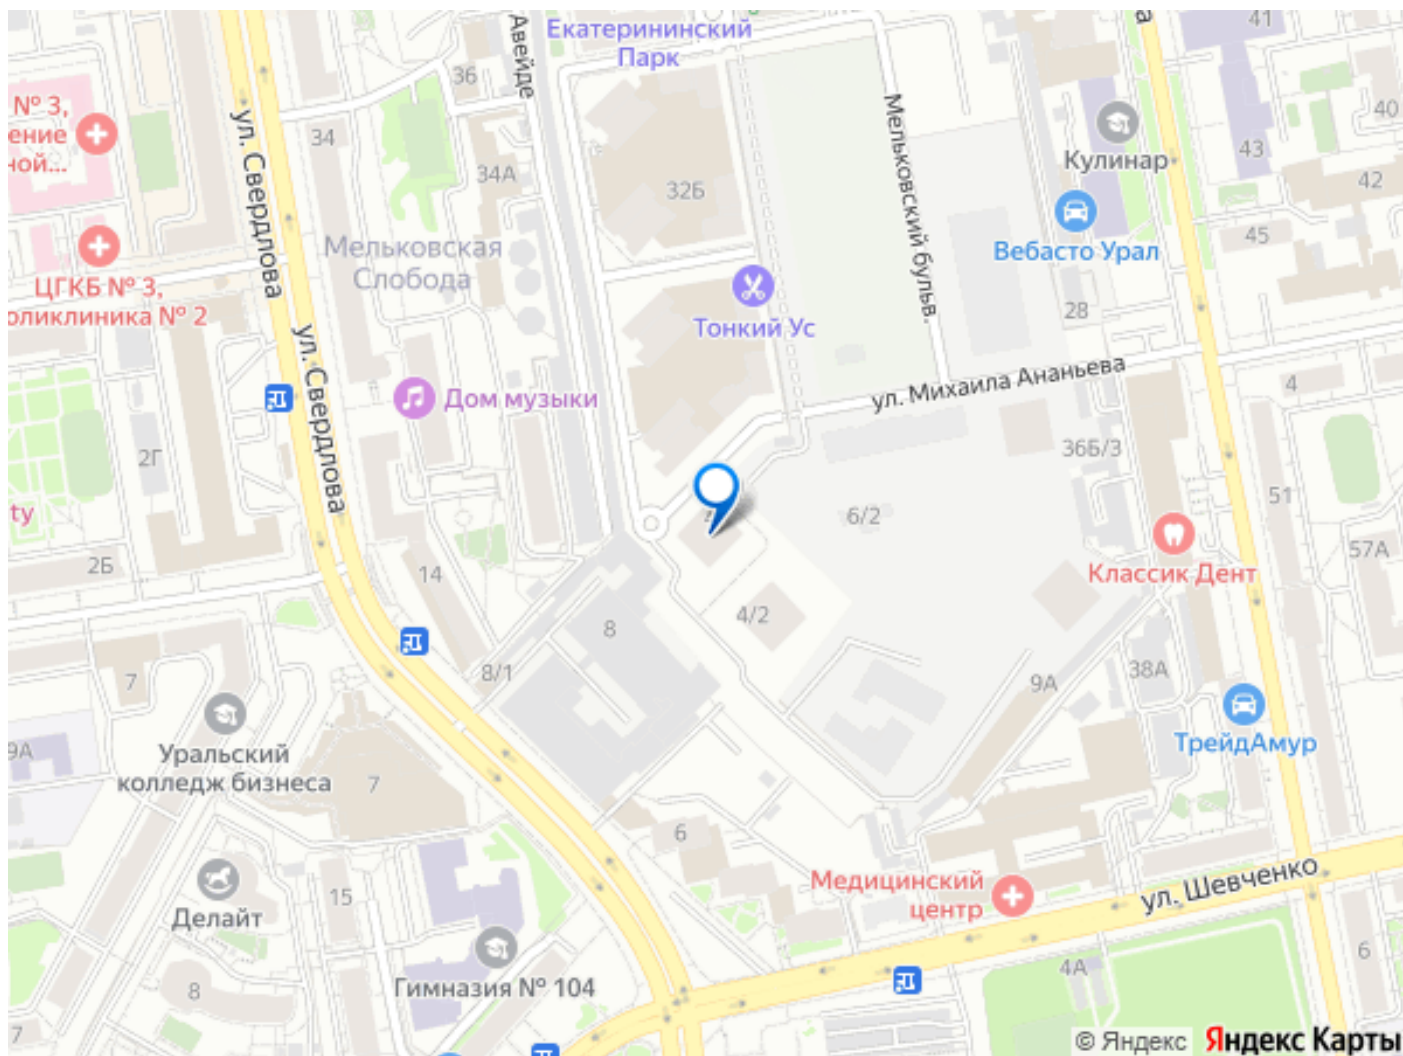 Авейде
Екатерининский
Парк
41
36
№ 3,
ение
ной...
ул. Свердлова
34
34А
32Б
Мельковский бульв.
Кулинар
40
43
42
Вебасто Урал
45
ЦГКБ № 3,
оликлиника № 2
Мельковская
Слобода
Тонкий Ус
28
ул. Свердлова
Дом музыки
ул. Михаила Ананьева
4
2Г
36Б/3
ty
51
6/2
2Б
14
Классик Дент
57А
8
4/2
8/1
7
9А
38А
9А
Уральский
колледж бизнеса
7
ТрейдАмур
6
15
Делайт
Медицинский
центр
ул. Шевченко
Гимназия № 104
8
4А
6
7
© Яндекс Яндекс Карты